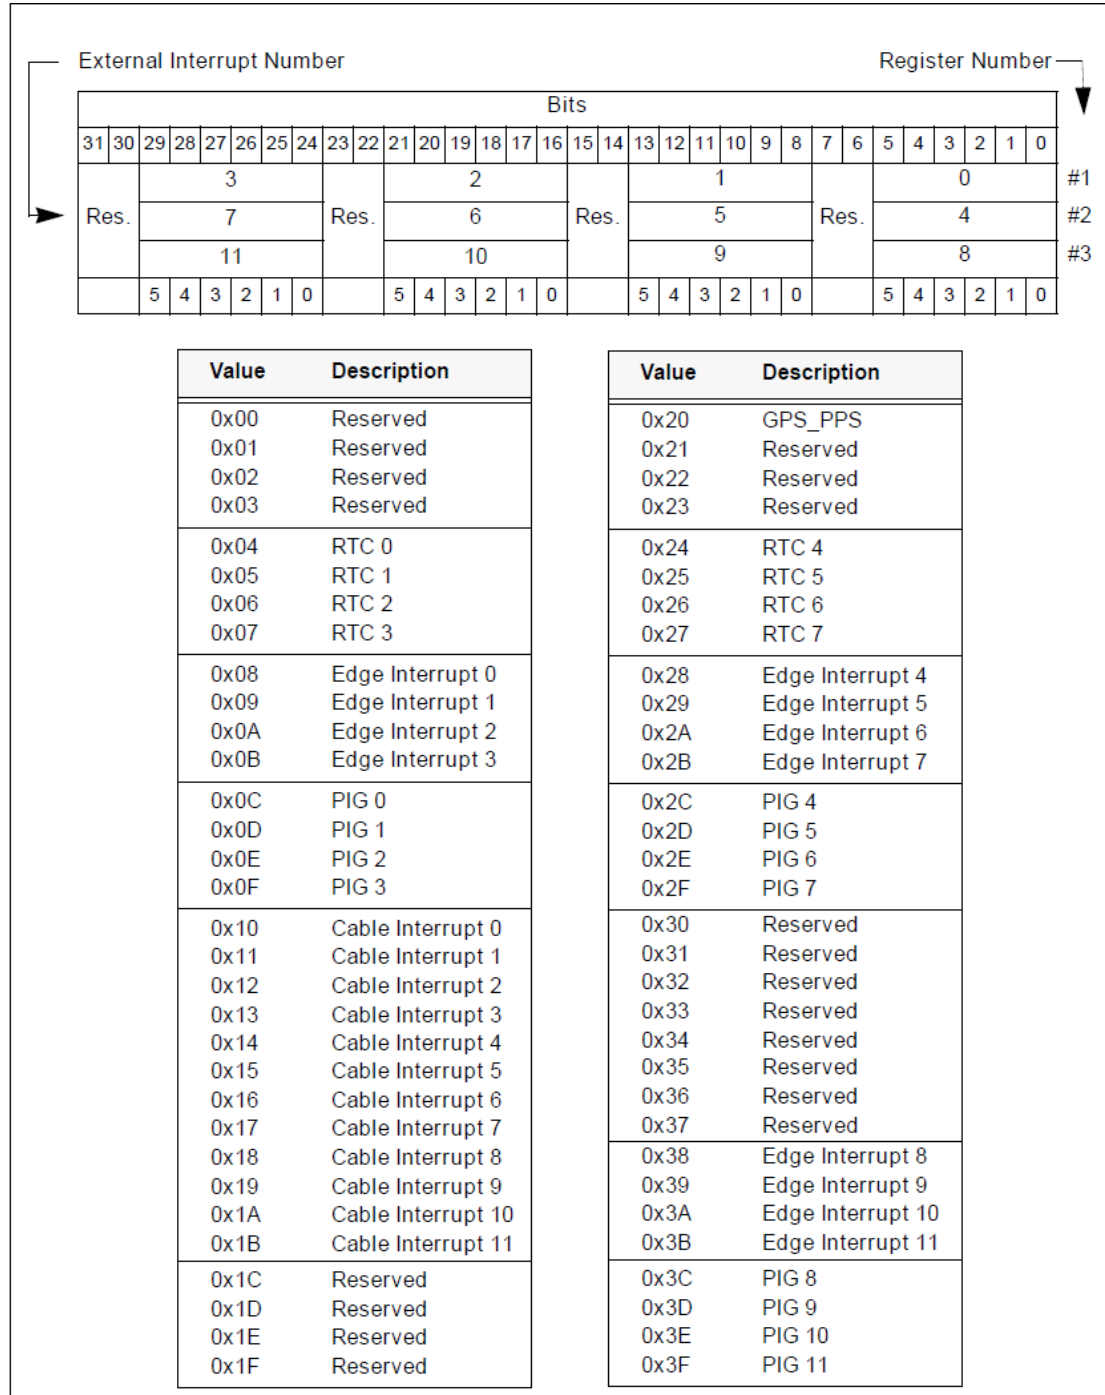 External Interrupt Number Register Number
Bits
31 30 29 28 27 26 25 24 23 22 21 20 19 18 17 16 15 14 13 12 11 10 9 8 7 6 5 4 3 2 1 0
3 2 1 0 #1
Res. 7 Res. 6 Res. 5 Res. 4 #2
11 10 9 8 #3
5 4 3 2 1 0 5 4 3 2 1 0 5 4 3 2 1 0 5 4 3 2 1 0
Value Description
0x00 Reserved
0x01 Reserved
0x02 Reserved
0x03 Reserved
0x04 RTC 0
0x05 RTC 1
0x06 RTC 2
0x07 RTC 3
0x08 Edge Interrupt 0
0x09 Edge Interrupt 1
0x0A Edge Interrupt 2
0x0B Edge Interrupt 3
0x0C PIG 0
0x0D PIG 1
0x0E PIG 2
0x0F PIG 3
0x10 Cable Interrupt 0
0x11 Cable Interrupt 1
0x12 Cable Interrupt 2
0x13 Cable Interrupt 3
0x14 Cable Interrupt 4
0x15 Cable Interrupt 5
0x16 Cable Interrupt 6
0x17 Cable Interrupt 7
0x18 Cable Interrupt 8
0x19 Cable Interrupt 9
0x1A Cable Interrupt 10
0x1B Cable Interrupt 11
0x1C Reserved
0x1D Reserved
0x1E Reserved
0x1F Reserved
Value Description
0x20 GPS_PPS
0x21 Reserved
0x22 Reserved
0x23 Reserved
0x24 RTC 4
0x25 RTC 5
0x26 RTC 6
0x27 RTC 7
0x28 Edge Interrupt 4
0x29 Edge Interrupt 5
0x2A Edge Interrupt 6
0x2B Edge Interrupt 7
0x2C PIG 4
0x2D PIG 5
0x2E PIG 6
0x2F PIG 7
0x30 Reserved
0x31 Reserved
0x32 Reserved
0x33 Reserved
0x34 Reserved
0x35 Reserved
0x36 Reserved
0x37 Reserved
0x38 Edge Interrupt 8
0x39 Edge Interrupt 9
0x3A Edge Interrupt 10
0x3B Edge Interrupt 11
0x3C PIG 8
0x3D PIG 9
0x3E PIG 10
0x3F PIG 11